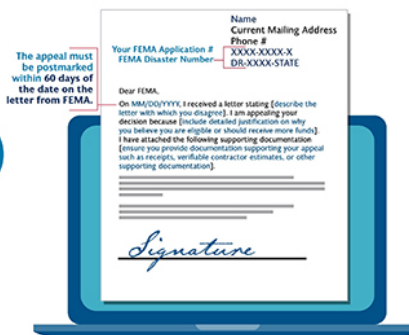 Name
Current Mailing Address
Phone #
Your FEMA Application # XXXX-XXXX-X
FEMA Disaster Number DR-XXXX-STATE
The appeal must
be postmarked
within 60 days of
the date on the
letter from FEMA.
Dear FEMA,
On MM/DD/YYYY, I received a letter stating [describe the
letter with which you disagree]. I am appealing your
decision because [include detailed justification on why
you believe you are eligible or should receive more funds].
I have attached the following supporting documentation
[ensure you provide documentation supporting your appeal
such as receipts, verifiable contractor estimates, or other
supporting documentation].
Signature